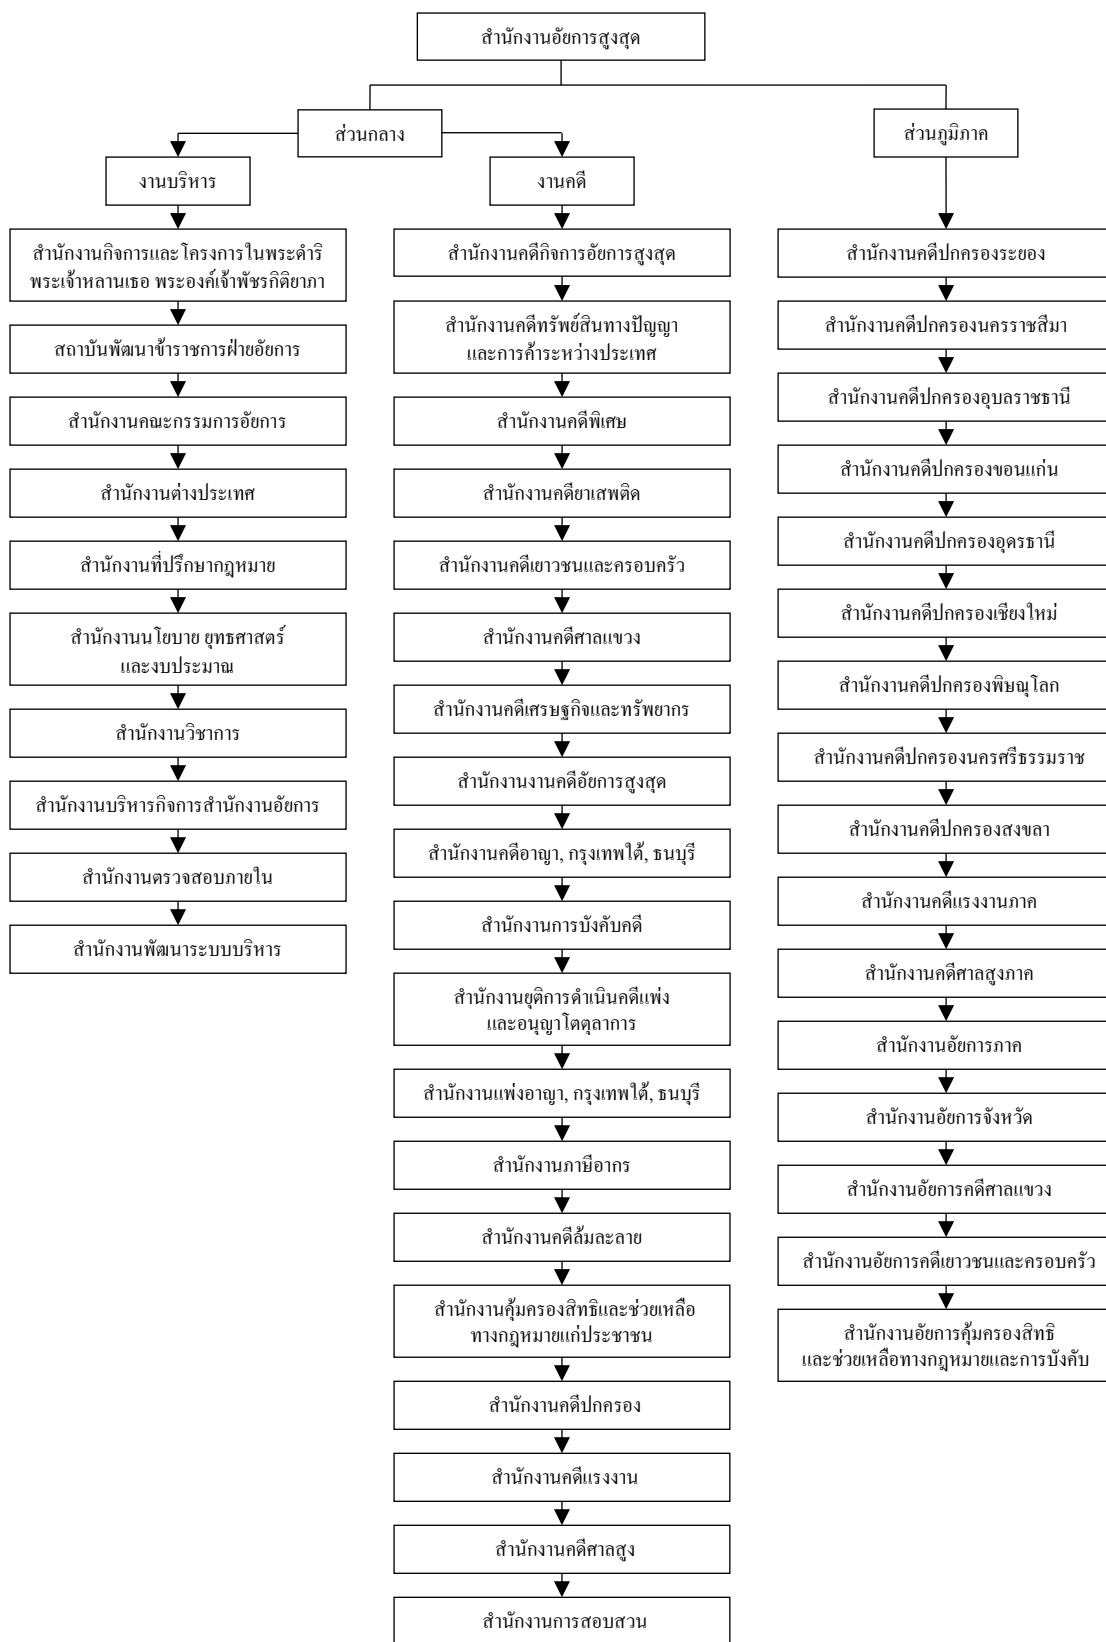 สำนักงานอัยการสูงสุด
ส่วนกลาง
ส่วนภูมิภาค
งานบริหาร
งานคดี
สำนักงานกิจการและโครงการในพระดำริ
พระเจ้าหลานเธอ พระองค์เจ้าพัชรกิติยาภา
สถาบันพัฒนาข้าราชการฝ่ายอัยการ
สำนักงานคณะกรรมการอัยการ
สำนักงานต่างประเทศ
สำนักงานที่ปรึกษากฎหมาย
สำนักงานนโยบาย ยุทธศาสตร์
และงบประมาณ
สำนักงานวิชาการ
สำนักงานบริหารกิจการสำนักงานอัยการ
สำนักงานตรวจสอบภายใน
สำนักงานพัฒนาระบบบริหาร
สำนักงานคดีกิจการอัยการสูงสุด
สำนักงานคดีทรัพย์สินทางปัญญา
และการค้าระหว่างประเทศ
สำนักงานคดีพิเศษ
สำนักงานคดียาเสพติด
สำนักงานคดีเยาวชนและครอบครัว
สำนักงานคดีศาลแขวง
สำนักงานคดีเศรษฐกิจและทรัพยากร
สำนักงานงานคดีอัยการสูงสุด
สำนักงานคดีอาญา, กรุงเทพใต้, ธนบุรี
สำนักงานการบังคับคดี
สำนักงานยุติการดำเนินคดีแพ่ง
และอนุญาโตตุลาการ
สำนักงานแพ่งอาญา, กรุงเทพใต้, ธนบุรี
สำนักงานภาษีอากร
สำนักงานคดีล้มละลาย
สำนักงานคุ้มครองสิทธิและช่วยเหลือ
ทางกฎหมายแก่ประชาชน
สำนักงานคดีปกครอง
สำนักงานคดีแรงงาน
สำนักงานคดีศาลสูง
สำนักงานการสอบสวน
สำนักงานคดีปกครองระยอง
สำนักงานคดีปกครองนครราชสีมา
สำนักงานคดีปกครองอุบลราชธานี
สำนักงานคดีปกครองขอนแก่น
สำนักงานคดีปกครองอุดรธานี
สำนักงานคดีปกครองเชียงใหม่
สำนักงานคดีปกครองพิษณุโลก
สำนักงานคดีปกครองนครศรีธรรมราช
สำนักงานคดีปกครองสงขลา
สำนักงานคดีแรงงานภาค
สำนักงานคดีศาลสูงภาค
สำนักงานอัยการภาค
สำนักงานอัยการจังหวัด
สำนักงานอัยการคดีศาลแขวง
สำนักงานอัยการคดีเยาวชนและครอบครัว
สำนักงานอัยการคุ้มครองสิทธิ
และช่วยเหลือทางกฎหมายและการบังคับ